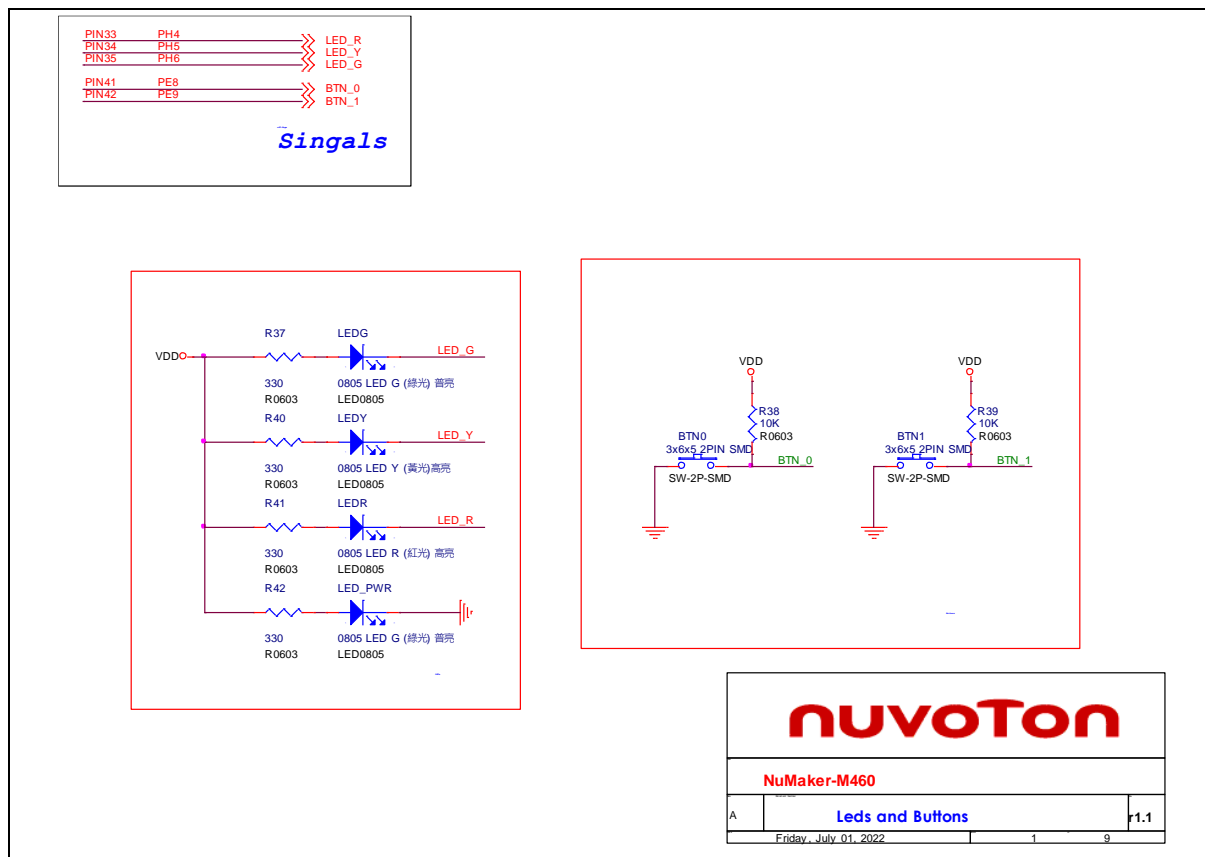 PIN33 PH4 LED_R
PIN34 PH5 LED_Y
PIN35 PH6 LED_G
PIN41 PE8 BTN_0
PIN42 PE9 BTN_1
Singals
R37 LEDG
VDD LED_G
330 0805 LED G (綠光) 普亮
R0603 LED0805
R40 LEDY
LED_Y
330 0805 LED Y (黃光)高亮
R0603 LED0805
R41 LEDR
LED_R
330 0805 LED R (紅光) 高亮
R0603 LED0805
R42 LED_PWR
330 0805 LED G (綠光) 普亮
R0603 LED0805
VDD
R38
10K
R0603
BTN0
3x6x5 2PIN SMD
BTN_0
SW-2P-SMD
VDD
R39
10K
R0603
BTN1
3x6x5 2PIN SMD
BTN_1
SW-2P-SMD
nuvoTon
NuMaker-M460
A Leds and Buttons r1.1
Friday, July 01, 2022 1 9